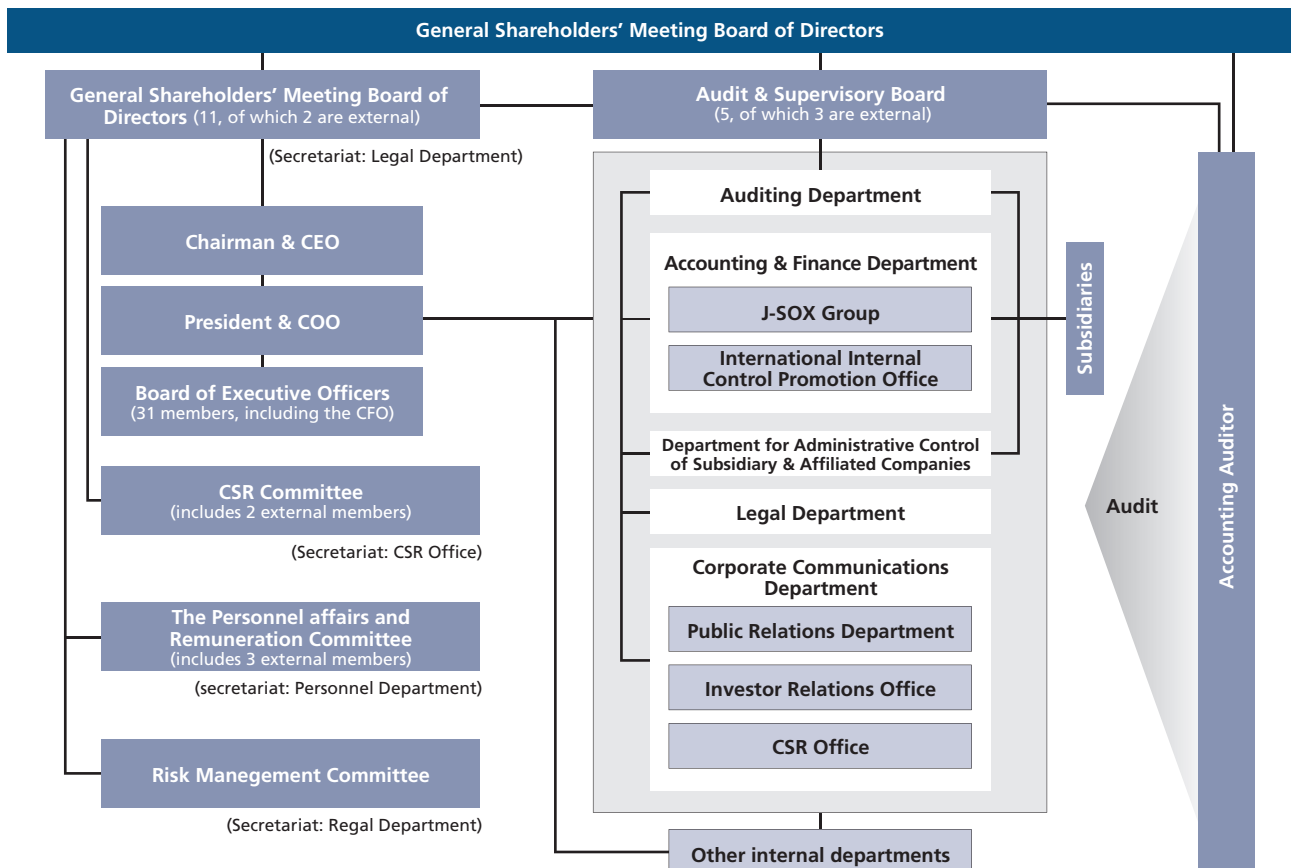 General Shareholders’ Meeting Board of Directors
General Shareholders’ Meeting Board of
Directors (11, of which 2 are external)
(Secretariat: Legal Department)
Audit & Supervisory Board
(5, of which 3 are external)
Chairman & CEO
President & COO
Board of Executive Officers
(31 members, including the CFO)
CSR Committee
(includes 2 external members)
(Secretariat: CSR Office)
The Personnel affairs and
Remuneration Committee
(includes 3 external members)
(secretariat: Personnel Department)
Risk Manegement Committee
(Secretariat: Regal Department)
Auditing Department
Accounting & Finance Department
J-SOX Group
International Internal
Control Promotion Office
Department for Administrative Control
of Subsidiary & Affiliated Companies
Legal Department
Corporate Communications
Department
Public Relations Department
Investor Relations Office
CSR Office
Other internal departments
Subsidiaries
Audit
Accounting Auditor